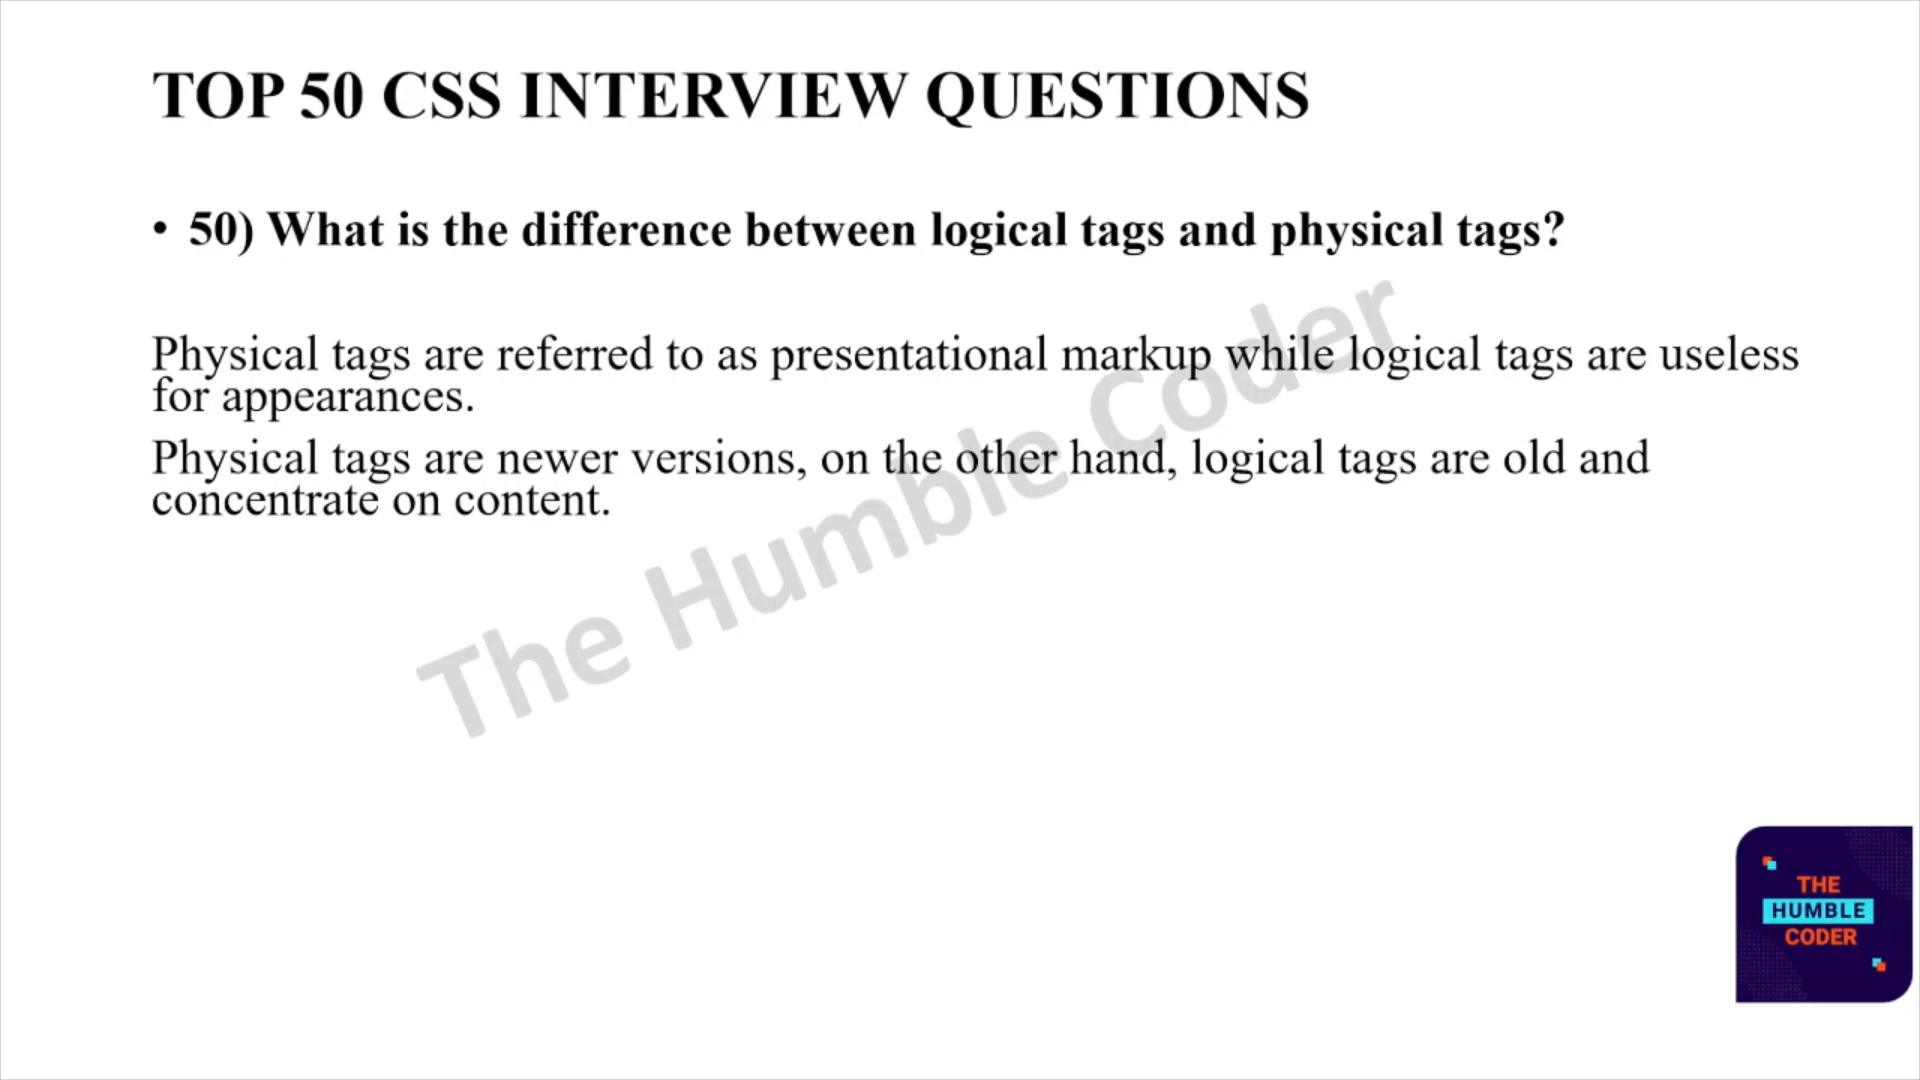 TOP 50 CSS INTERVIEW QUESTIONS
• 50) What is the difference between logical tags and physical tags?
Physical tags are referred to as presentational markup while logical tags are useless
for appearances.
Physical tags are newer versions, on the other hand, logical tags are old and
concentrate on content.
The Humble Coder
THE
HUMBLE
CODER